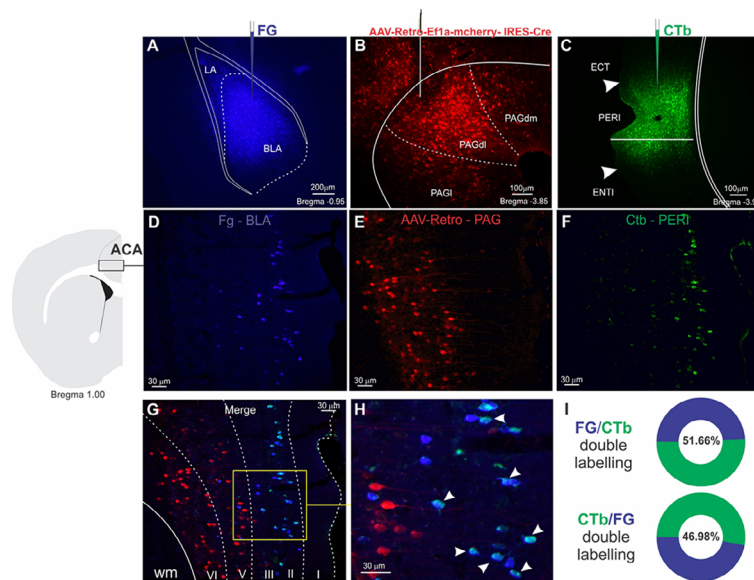 FG
AAV-Retro-Ef1a-mcherry- IRES-Cre
CTb
A
LA
BLA
200µm
Bregma -0.95
B
PAGdm
PAGdl
PAGl
100µm
Bregma -3.85
C
ECT
PERI
ENTl
100µm
Bregma -3.9
D
Fg - BLA
30 µm
E
AAV-Retro - PAG
30 µm
F
Ctb - PERI
30 µm
ACA
Bregma 1.00
G
Merge
30 µm
wm
VI
V
III
II
I
H
30 µm
I
FG/CTb
double
labelling
51.66%
CTb/FG
double
labelling
46.98%